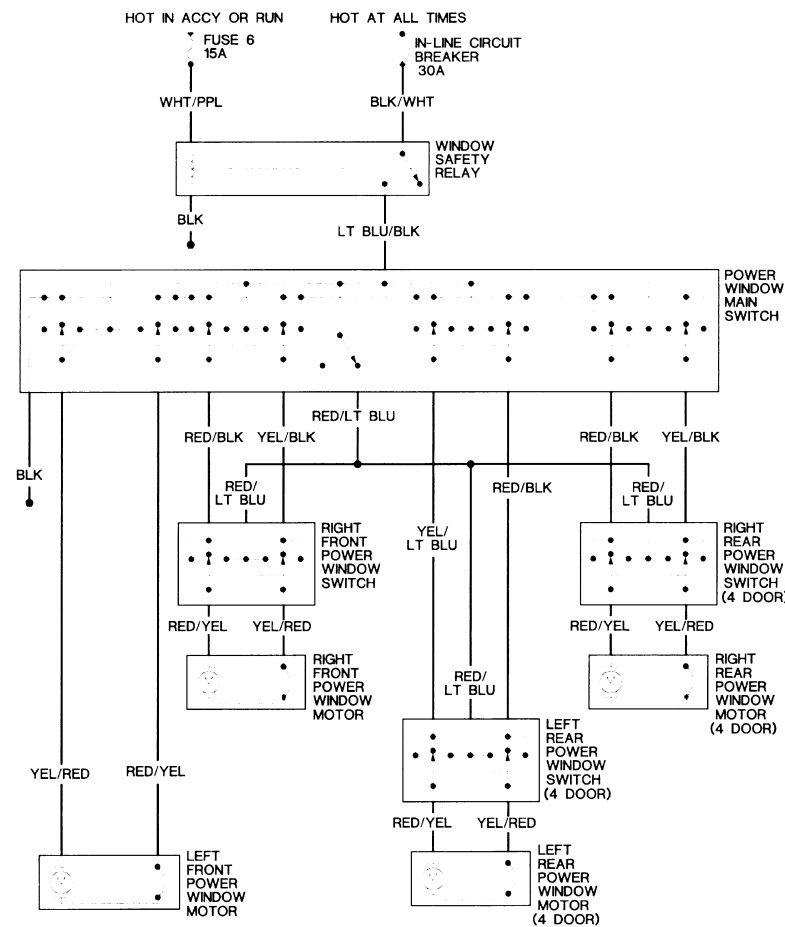 HOT IN ACCY OR RUN
HOT AT ALL TIMES
FUSE 6
15A
IN-LINE CIRCUIT
BREAKER
30A
WHT/PPL
BLK/WHT
WINDOW
SAFETY
RELAY
BLK
LT BLU/BLK
POWER
WINDOW
MAIN
SWITCH
RED/LT BLU
RED/BLK
YEL/BLK
RED/BLK
YEL/BLK
BLK
RED/
LT BLU
RED/BLK
RED/
LT BLU
YEL/
LT BLU
RIGHT
FRONT
POWER
WINDOW
SWITCH
RIGHT
REAR
POWER
WINDOW
SWITCH
(4 DOOR)
RED/YEL
YEL/RED
RED/YEL
YEL/RED
RIGHT
FRONT
POWER
WINDOW
MOTOR
RED/
LT BLU
RIGHT
REAR
POWER
WINDOW
MOTOR
(4 DOOR)
LEFT
REAR
POWER
WINDOW
SWITCH
(4 DOOR)
YEL/RED
RED/YEL
RED/YEL
YEL/RED
LEFT
FRONT
POWER
WINDOW
MOTOR
LEFT
REAR
POWER
WINDOW
MOTOR
(4 DOOR)